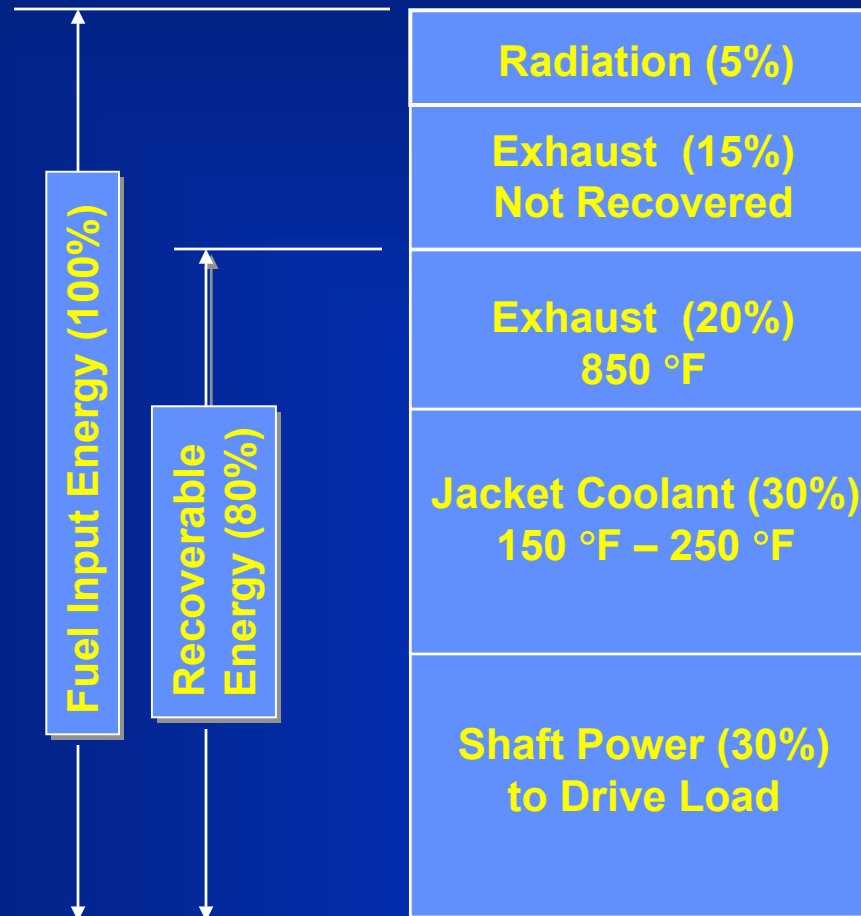 Fuel Input Energy (100%)
Recoverable
Energy (80%)
Radiation (5%)
Exhaust  (15%)
Not Recovered
Exhaust  (20%)
850 °F
Jacket Coolant (30%)
150 °F – 250 °F
Shaft Power (30%)
to Drive Load